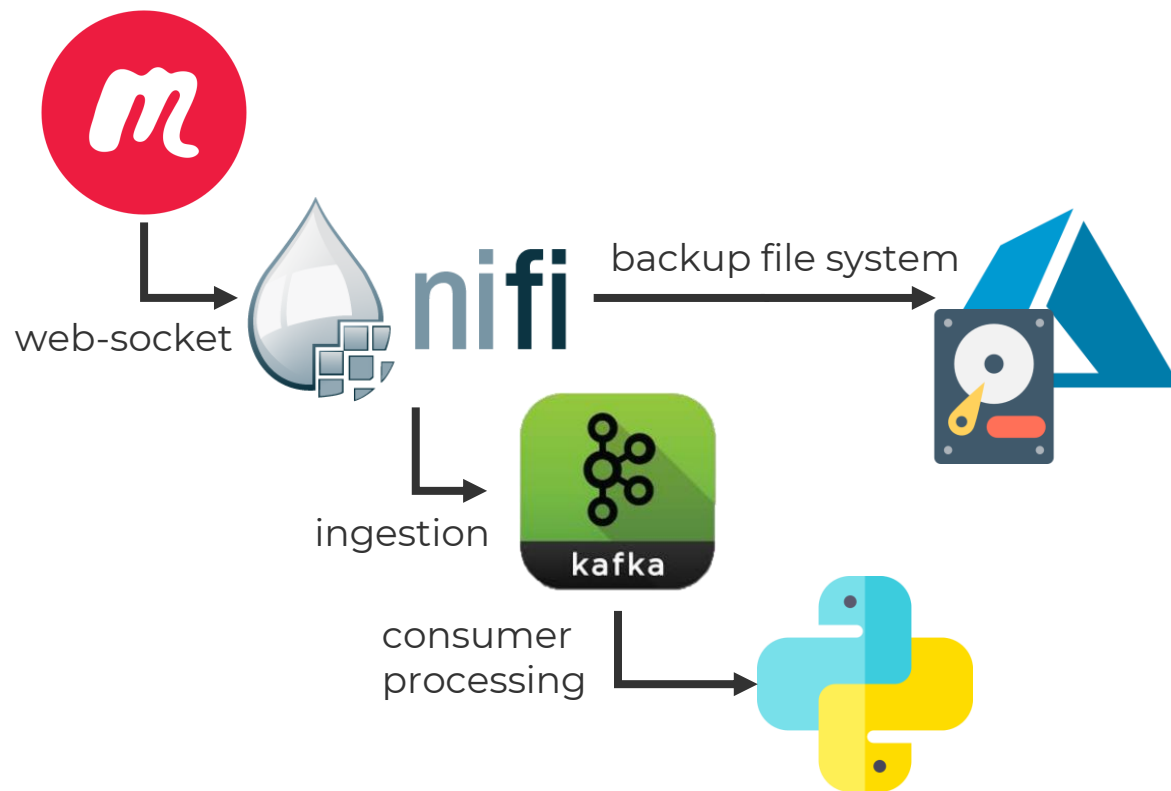 m
nifi
backup file system
web-socket
ingestion
kafka
consumer
processing